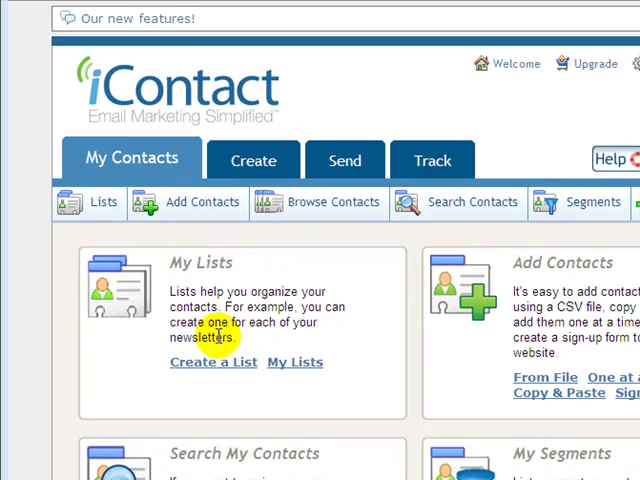 Our new features!
iContact
Email Marketing Simplified™
Welcome
Upgrade
My Contacts
Create
Send
Track
Help
Lists
Add Contacts
Browse Contacts
Search Contacts
Segments
My Lists
Lists help you organize your
contacts. For example, you can
create one for each of your
newsletters.
Create a List My Lists
Add Contacts
It's easy to add contact
using a CSV file, copy
add them one at a time
create a sign-up form to
website.
From File One at a
Copy & Paste Sign
Search My Contacts
My Segments